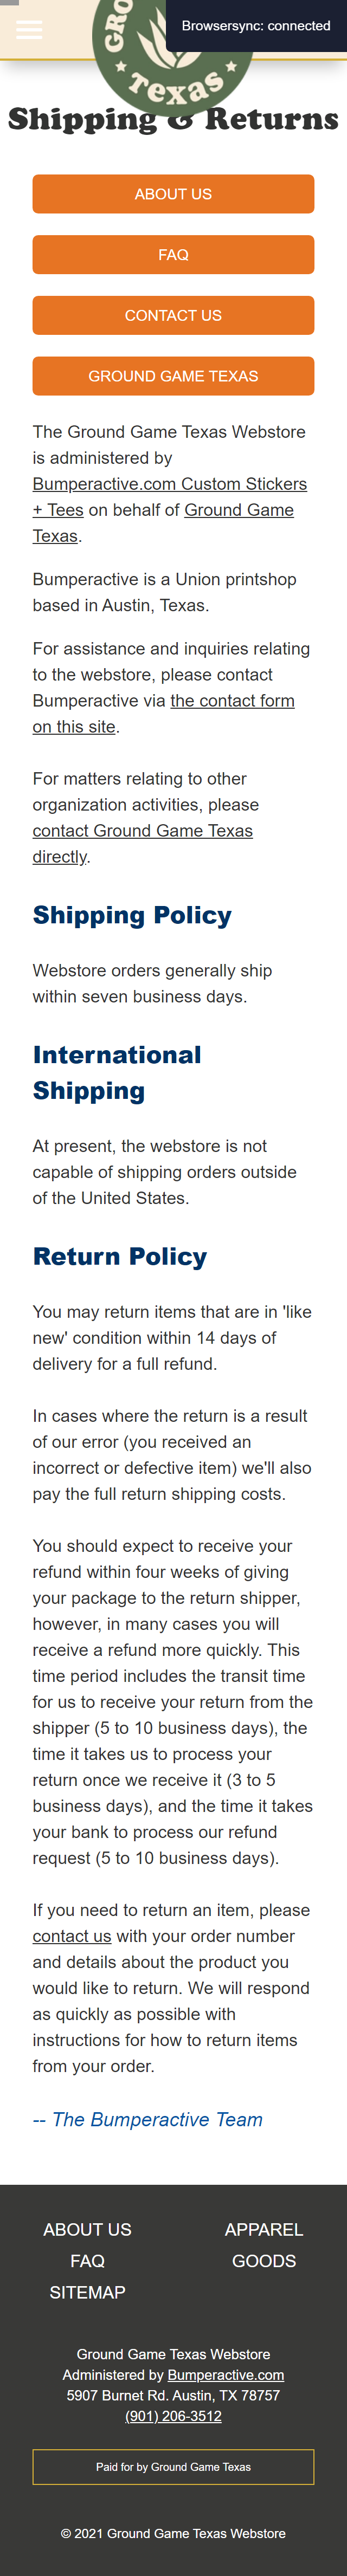 GRO
Texas
Browsersync: connected
Shipping & Returns
ABOUT US
FAQ
CONTACT US
GROUND GAME TEXAS
The Ground Game Texas Webstore
is administered by
Bumperactive.com Custom Stickers
+ Tees on behalf of Ground Game
Texas.
Bumperactive is a Union printshop
based in Austin, Texas.
For assistance and inquiries relating
to the webstore, please contact
Bumperactive via the contact form
on this site.
For matters relating to other
organization activities, please
contact Ground Game Texas
directly.
Shipping Policy
Webstore orders generally ship
within seven business days.
International
Shipping
At present, the webstore is not
capable of shipping orders outside
of the United States.
Return Policy
You may return items that are in 'like
new' condition within 14 days of
delivery for a full refund.
In cases where the return is a result
of our error (you received an
incorrect or defective item) we'll also
pay the full return shipping costs.
You should expect to receive your
refund within four weeks of giving
your package to the return shipper,
however, in many cases you will
receive a refund more quickly. This
time period includes the transit time
for us to receive your return from the
shipper (5 to 10 business days), the
time it takes us to process your
return once we receive it (3 to 5
business days), and the time it takes
your bank to process our refund
request (5 to 10 business days).
If you need to return an item, please
contact us with your order number
and details about the product you
would like to return. We will respond
as quickly as possible with
instructions for how to return items
from your order.
-- The Bumperactive Team
ABOUT US APPAREL
FAQ GOODS
SITEMAP
Ground Game Texas Webstore
Administered by Bumperactive.com
5907 Burnet Rd. Austin, TX 78757
(901) 206-3512
Paid for by Ground Game Texas
© 2021 Ground Game Texas Webstore